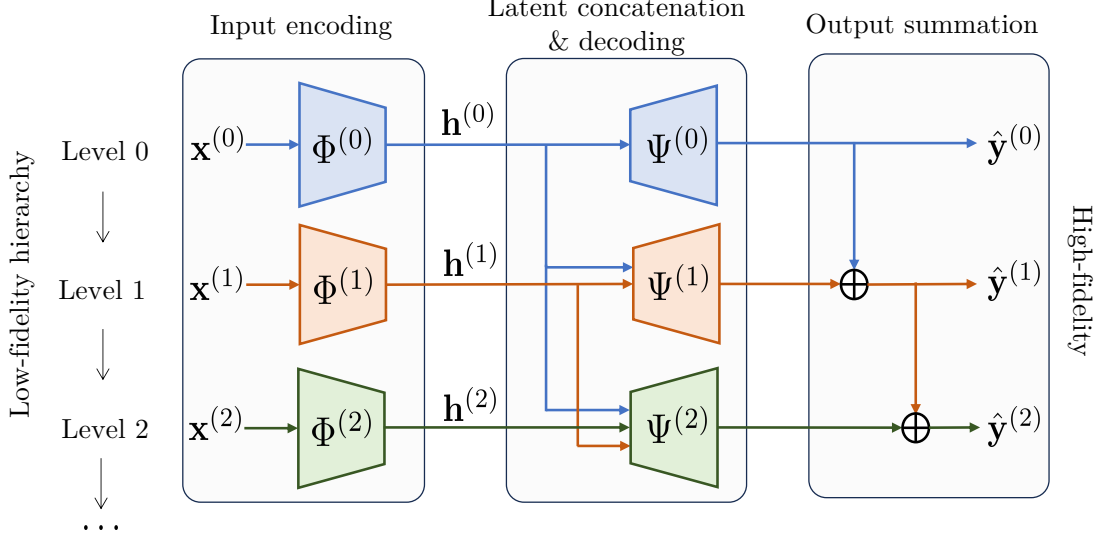 Input encoding
Latent concatenation
& decoding
Output summation
Low-fidelity hierarchy
Level 0
x⁽⁰⁾
Φ⁽⁰⁾
h⁽⁰⁾
Ψ⁽⁰⁾
ŷ⁽⁰⁾
Level 1
x⁽¹⁾
Φ⁽¹⁾
h⁽¹⁾
Ψ⁽¹⁾
ŷ⁽¹⁾
Level 2
x⁽²⁾
Φ⁽²⁾
h⁽²⁾
Ψ⁽²⁾
ŷ⁽²⁾
...
High-fidelity